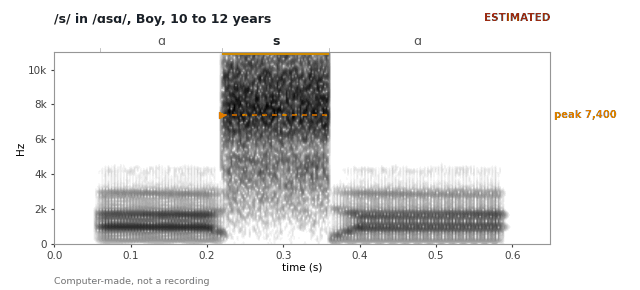 /s/ in /ɑsɑ/, Boy, 10 to 12 years
ESTIMATED
ɑ s ɑ
10k
8k
6k
4k
2k
0
Hz
peak 7,400
0.0 0.1 0.2 0.3 0.4 0.5 0.6
time (s)
Computer-made, not a recording